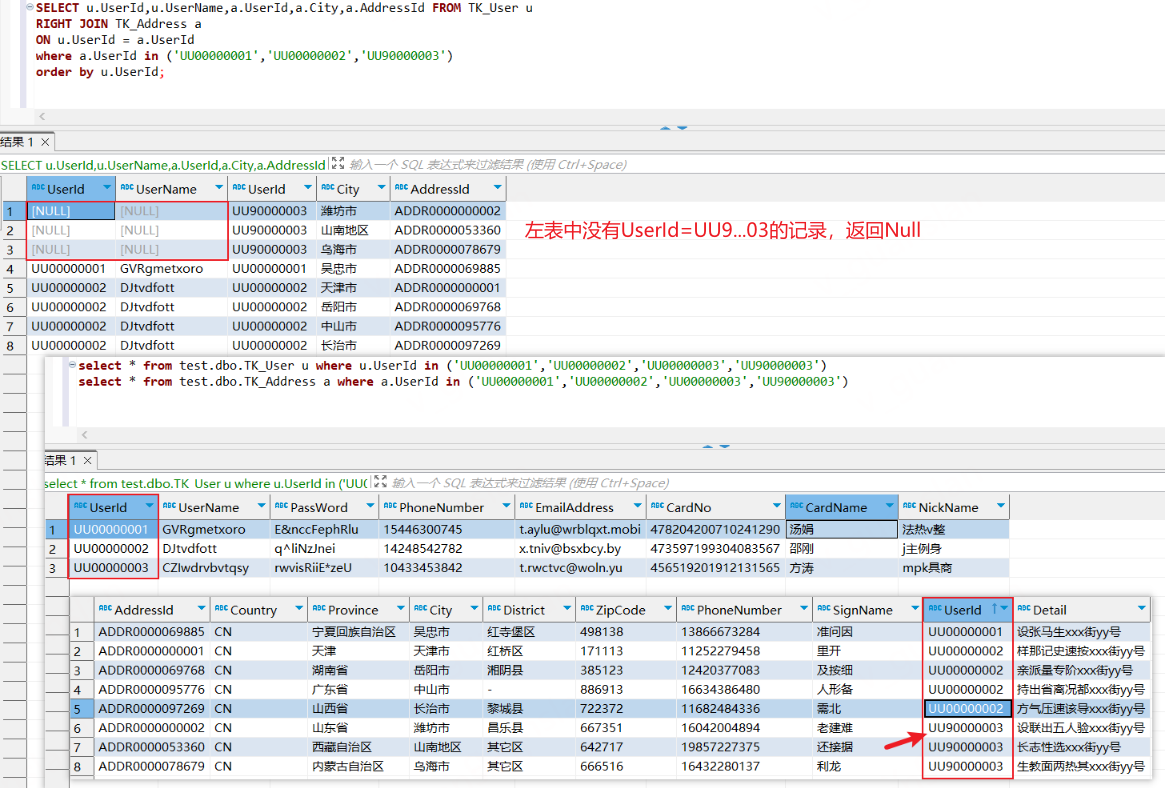 SELECT u.UserId,u.UserName,a.UserId,a.City,a.AddressId FROM TK_User u
RIGHT JOIN TK_Address a
ON u.UserId = a.UserId
where a.UserId in ('UU00000001','UU00000002','UU90000003')
order by u.UserId;
结果 1 ×
SELECT u.UserId,u.UserName,a.UserId,a.City,a.AddressId 输入一个 SQL 表达式来过滤结果 (使用 Ctrl+Space)
ABC UserId ABC UserName ABC UserId ABC City ABC AddressId
1 [NULL] [NULL] UU90000003 潍坊市 ADDR0000000002
2 [NULL] [NULL] UU90000003 山南地区 ADDR0000053360
3 [NULL] [NULL] UU90000003 乌海市 ADDR0000078679
左表中没有UserId=UU9...03的记录，返回Null
4 UU00000001 GVRgmetxoro UU00000001 吴忠市 ADDR0000069885
5 UU00000002 DJtvdfott UU00000002 天津市 ADDR0000000001
6 UU00000002 DJtvdfott UU00000002 岳阳市 ADDR0000069768
7 UU00000002 DJtvdfott UU00000002 中山市 ADDR0000095776
8 UU00000002 DJtvdfott UU00000002 长治市 ADDR0000097269
select * from test.dbo.TK_User u where u.UserId in ('UU00000001','UU00000002','UU00000003','UU90000003')
select * from test.dbo.TK_Address a where a.UserId in ('UU00000001','UU00000002','UU00000003','UU90000003')
结果 1 ×
select * from test.dbo.TK_User u where u.UserId in ('UU( 输入一个 SQL 表达式来过滤结果 (使用 Ctrl+Space)
ABC UserId ABC UserName ABC PassWord ABC PhoneNumber ABC EmailAddress ABC CardNo ABC CardName ABC NickName
1 UU00000001 GVRgmetxoro E&nccFephRlu 15446300745 t.aylu@wrblqxt.mobi 478204200710241290 汤娟 法热v整
2 UU00000002 DJtvdfott q^liNzJnei 14248542782 x.tniv@bsxbcy.by 473597199304083567 邵刚 j主例身
3 UU00000003 CZIwdrvbvtqsy rwvisRiiE*zeU 10433453842 t.rwctvc@woln.yu 456519201912131565 方涛 mpk具商
ABC AddressId ABC Country ABC Province ABC City ABC District ABC ZipCode ABC PhoneNumber ABC SignName ABC UserId ABC Detail
1 ADDR0000069885 CN 宁夏回族自治区 吴忠市 红寺堡区 498138 13866673284 准问因 UU00000001 设张马生xxx街yy号
2 ADDR0000000001 CN 天津 天津市 红桥区 171113 11252279458 里开 UU00000002 样那记史速按xxx街yy号
3 ADDR0000069768 CN 湖南省 岳阳市 湘阴县 385123 12420377083 及按细 UU00000002 亲派量专阶xxx街yy号
4 ADDR0000095776 CN 广东省 中山市 - 886913 16634386480 人形备 UU00000002 持出省离况都xxx街yy号
5 ADDR0000097269 CN 山西省 长治市 黎城县 722372 11682484336 需北 UU00000002 方气压速该导xxx街yy号
6 ADDR0000000002 CN 山东省 潍坊市 昌乐县 667351 16042004894 老建难 UU90000003 设联出五人验xxx街yy号
7 ADDR0000053360 CN 西藏自治区 山南地区 其它区 642717 19857227375 还接据 UU90000003 长志性选xxx街yy号
8 ADDR0000078679 CN 内蒙古自治区 乌海市 其它区 666516 16432280137 利龙 UU90000003 生教面两热其xxx街yy号